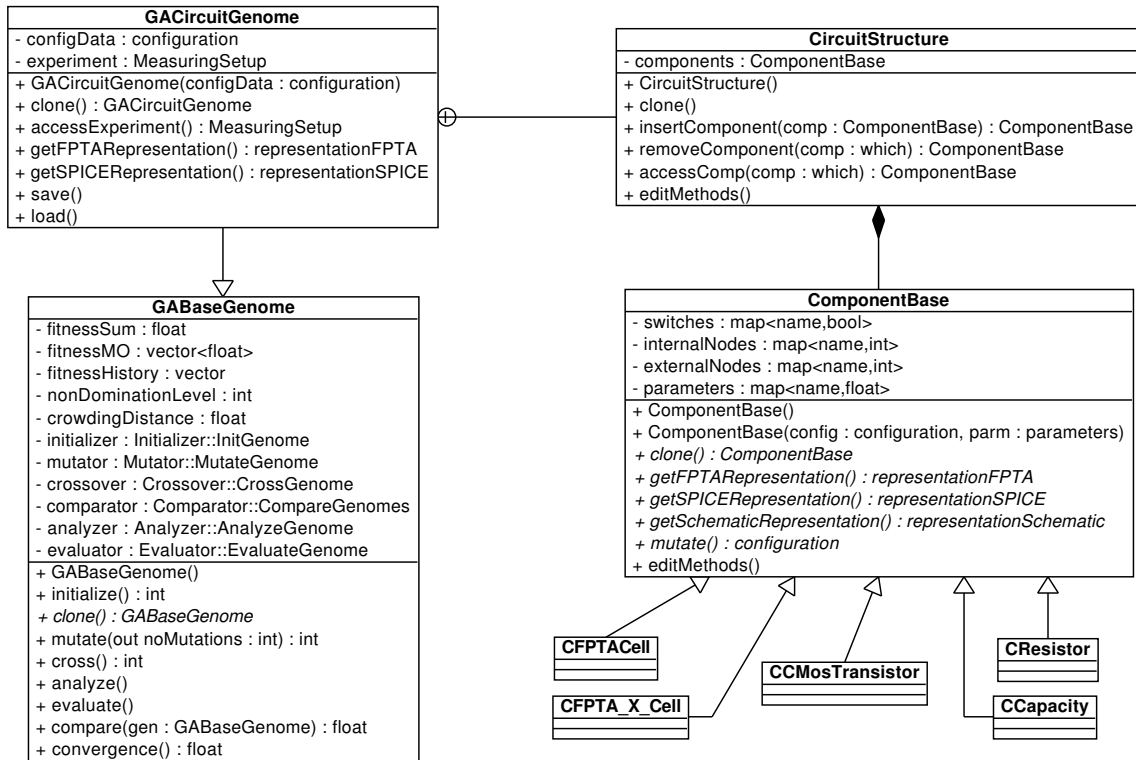 GACircuitGenome
- configData : configuration
- experiment : MeasuringSetup
+ GACircuitGenome(configData : configuration)
+ clone() : GACircuitGenome
+ accessExperiment() : MeasuringSetup
+ getFPTARepresentation() : representationFPTA
+ getSPICERepresentation() : representationSPICE
+ save()
+ load()
CircuitStructure
- components : ComponentBase
+ CircuitStructure()
+ clone()
+ insertComponent(comp : ComponentBase) : ComponentBase
+ removeComponent(comp : which) : ComponentBase
+ accessComp(comp : which) : ComponentBase
+ editMethods()
GABaseGenome
- fitnessSum : float
- fitnessMO : vector<float>
- fitnessHistory : vector
- nonDominationLevel : int
- crowdingDistance : float
- initializer : Initializer::InitGenome
- mutator : Mutator::MutateGenome
- crossover : Crossover::CrossGenome
- comparator : Comparator::CompareGenomes
- analyzer : Analyzer::AnalyzeGenome
- evaluator : Evaluator::EvaluateGenome
+ GABaseGenome()
+ initialize() : int
+ clone() : GABaseGenome
+ mutate(out noMutations : int) : int
+ cross() : int
+ analyze()
+ evaluate()
+ compare(gen : GABaseGenome) : float
+ convergence() : float
ComponentBase
- switches : map<name,bool>
- internalNodes : map<name,int>
- externalNodes : map<name,int>
- parameters : map<name,float>
+ ComponentBase()
+ ComponentBase(config : configuration, parm : parameters)
+ clone() : ComponentBase
+ getFPTARepresentation() : representationFPTA
+ getSPICERepresentation() : representationSPICE
+ getSchematicRepresentation() : representationSchematic
+ mutate() : configuration
+ editMethods()
CFPTACell
CFPTA_X_Cell
CCMosTransistor
CResistor
CCapacity